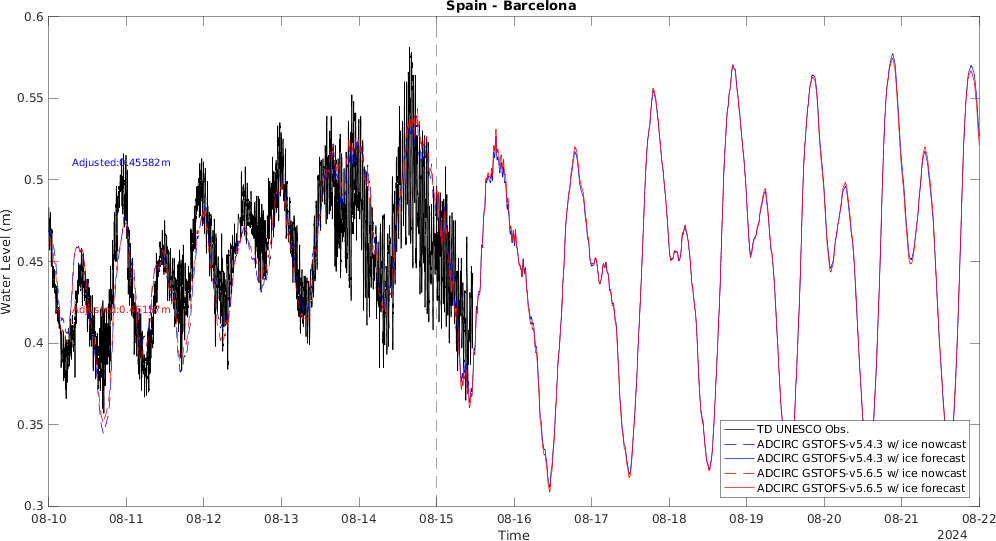 Spain - Barcelona
0.6
0.55
0.5
0.45
0.4
0.35
0.3
Water Level (m)
Adjusted:0.45582m
TD UNESCO Obs.
ADCIRC GSTOFS-v5.4.3 w/ ice nowcast
ADCIRC GSTOFS-v5.4.3 w/ ice forecast
ADCIRC GSTOFS-v5.6.5 w/ ice nowcast
ADCIRC GSTOFS-v5.6.5 w/ ice forecast
08-10 08-11 08-12 08-13 08-14 08-15 08-16 08-17 08-18 08-19 08-20 08-21 08-22
Time
2024